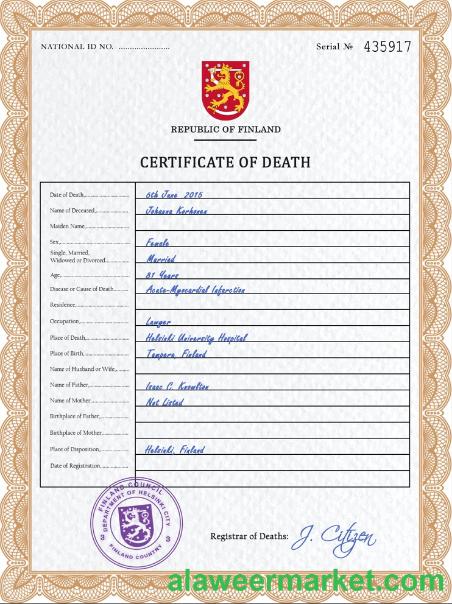 NATIONAL ID NO. ........................
Serial № 435917
REPUBLIC OF FINLAND
CERTIFICATE OF DEATH
Date of Death, 6th June 2015
Name of Deceased, Johanna Korhonen
Maiden Name,
Sex, Female
Single, Married,
Widowed or Divorced, Married
Age, 81 Years
Disease or Cause of Death, Acute-Myocardial Infarction
Residence,
Occupation, Lawyer
Place of Death, Helsinki University Hospital
Place of Birth, Tampere, Finland
Name of Husband or Wife,
Name of Father, Isaac C. Knowlton
Name of Mother, Not Listed
Birthplace of Father,
Birthplace of Mother,
Place of Disposition, Helsinki, Finland
Date of Registration,
FINLAND COUNCIL
DEPARTMENT OF HELSINKI CITY
FINLAND COUNTRY
Registrar of Deaths: J. Citizen
alaweermarket.com